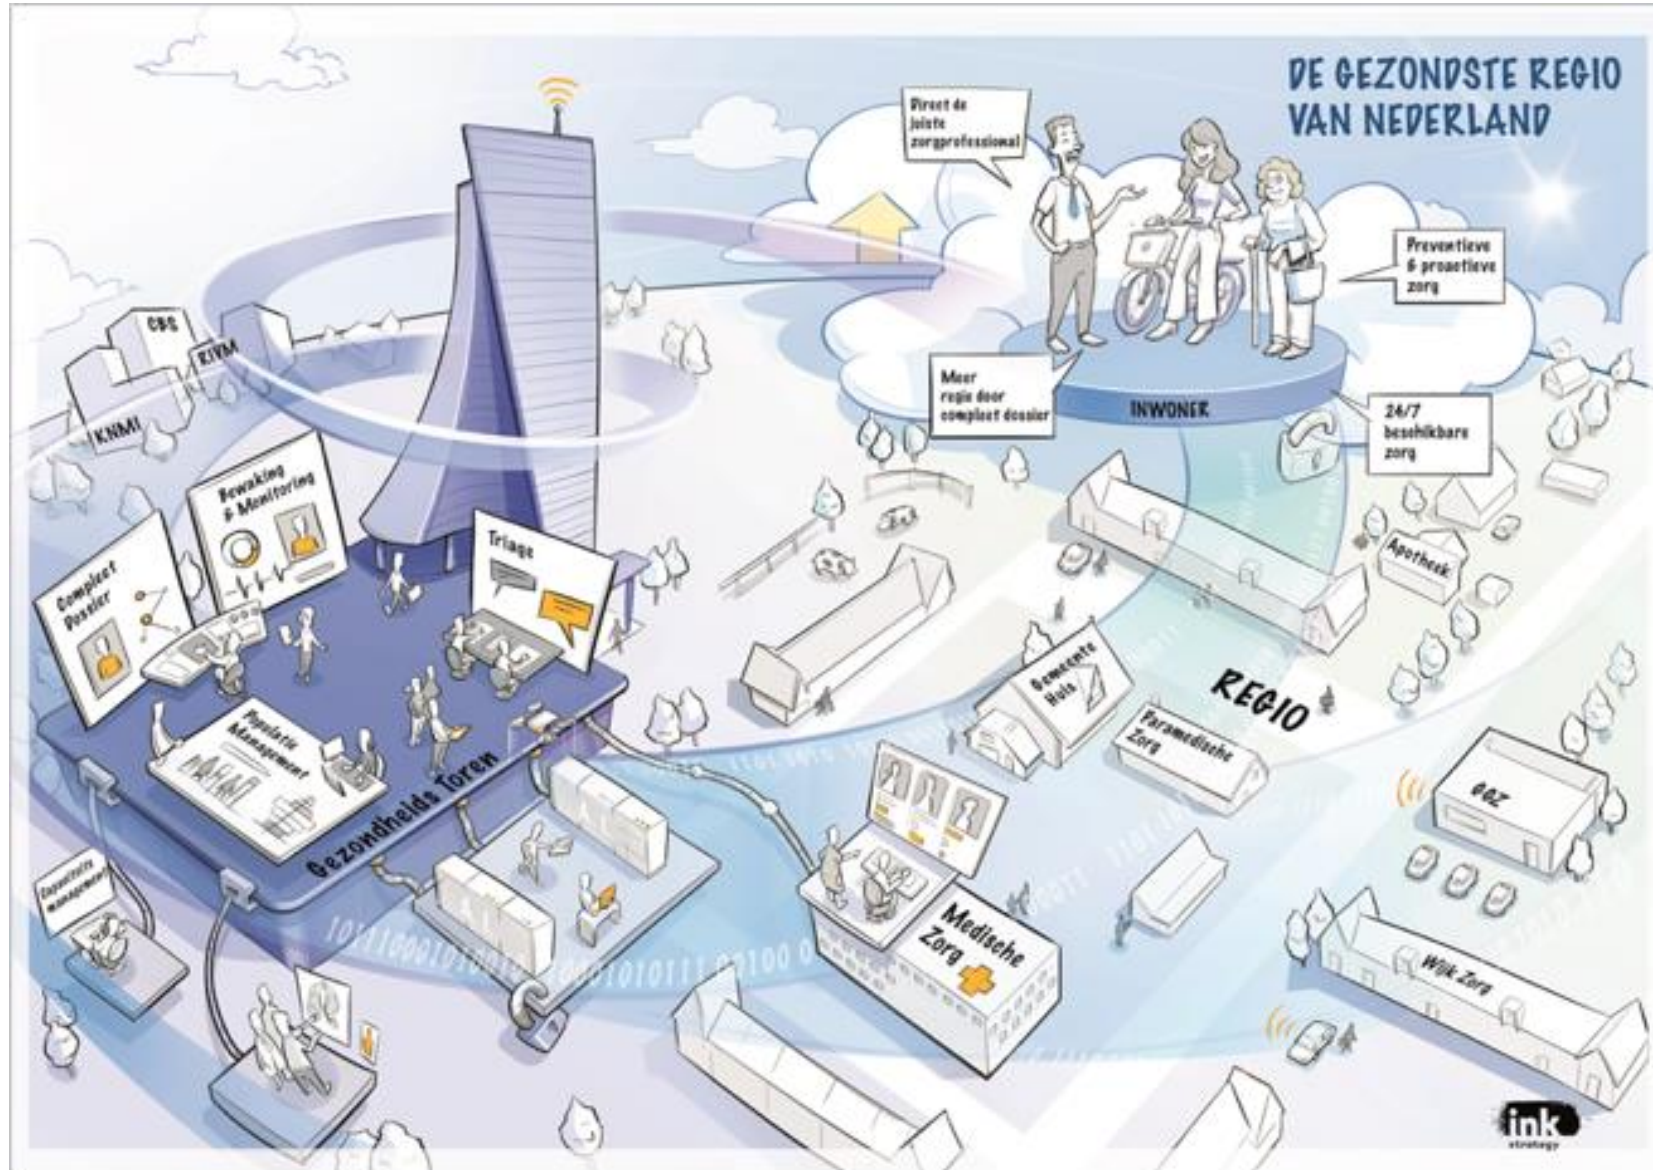 DE GEZONDSTE REGIO
VAN NEDERLAND
Direct de
juiste
zorgprofessional
Preventieve
& proactieve
zorg
Meer
regie door
compleet dossier
INWONER
24/7
beschikbare
zorg
CBS
RIVM
KNMI
Bewaking
& Monitoring
Compleet
Dossier
Triage
Populatie
Management
Gezondheids Toren
Capaciteits
management
Apotheek
Gemeente
Huis
REGIO
Paramedische
Zorg
GGZ
Medische
Zorg
Wijk Zorg
ink
strategy